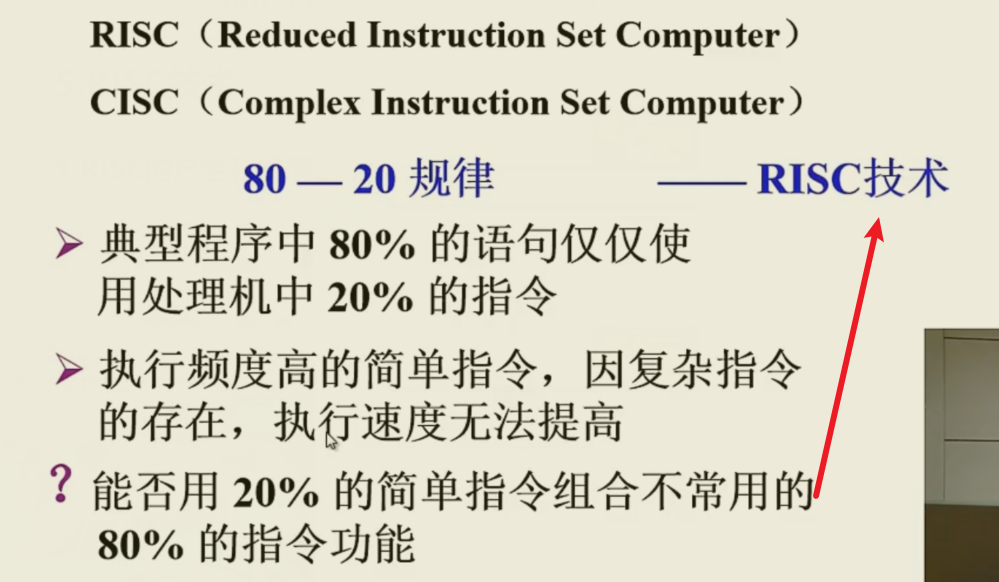 RISC（Reduced Instruction Set Computer）
CISC（Complex Instruction Set Computer）
80 — 20 规律 —— RISC技术
➢ 典型程序中 80% 的语句仅仅使
用处理机中 20% 的指令
➢ 执行频度高的简单指令，因复杂指令
的存在，执行速度无法提高
? 能否用 20% 的简单指令组合不常用的
80% 的指令功能